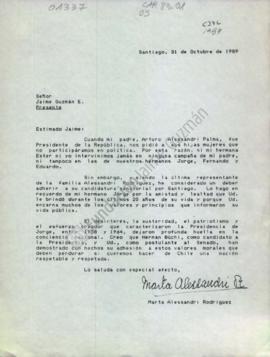 01337
Santiago, 31 de Octubre de 1989
Señor
Jaime Guzmán E.
Presente
Estimado Jaime:
Cuando mi padre, Arturo Alessandri Palma, fue
Presidente de la República, nos pidió a sus hijas mujeres que
no participáramos en política. Por esta razón, ni mi hermana
Ester ni yo intervinimos jamás en ninguna campaña de mi padre,
ni tampoco en las de nuestros hermanos Jorge, Fernando y
Eduardo.
Sin embargo, siendo la última representante
de la familia Alessandri Rodríguez, he considerado un deber
adherir a su candidatura senatorial por Santiago. Lo hago en
recuerdo de mi hermano Jorge por la amistad y lealtad que Ud.
le brindó durante los últimos 20 años de su vida y porque Ud.
encarna muchos de los valores y principios que informaron su
vida pública.
El desinterés, la austeridad, el patriotismo y
el esfuerzo creador que caracterizaron la Presidencia de
Jorge, entre 1958 y 1964, dejaron profunda huella en la
conciencia nacional. Creo que Hernán Büchi, como candidato a
la Presidencia, y Ud., como postulante al Senado, han
demostrado con hechos su adhesión a estos valores morales que
deben perdurar si queremos hacer de Chile una nación
respetable y respetada.
Lo saluda con especial afecto,
Marta Alessandri R.
Marta Alessandri Rodríguez